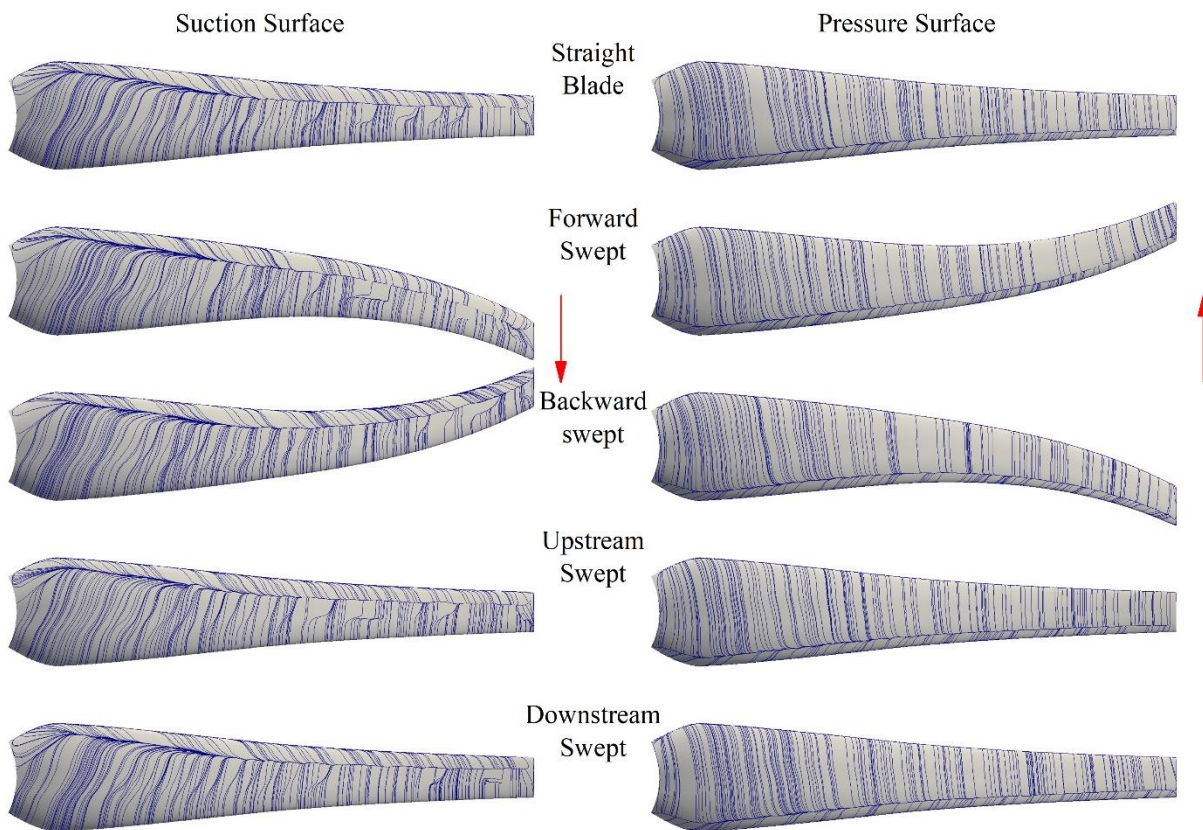 Suction Surface
Pressure Surface
Straight
Blade
Forward
Swept
Backward
swept
Upstream
Swept
Downstream
Swept